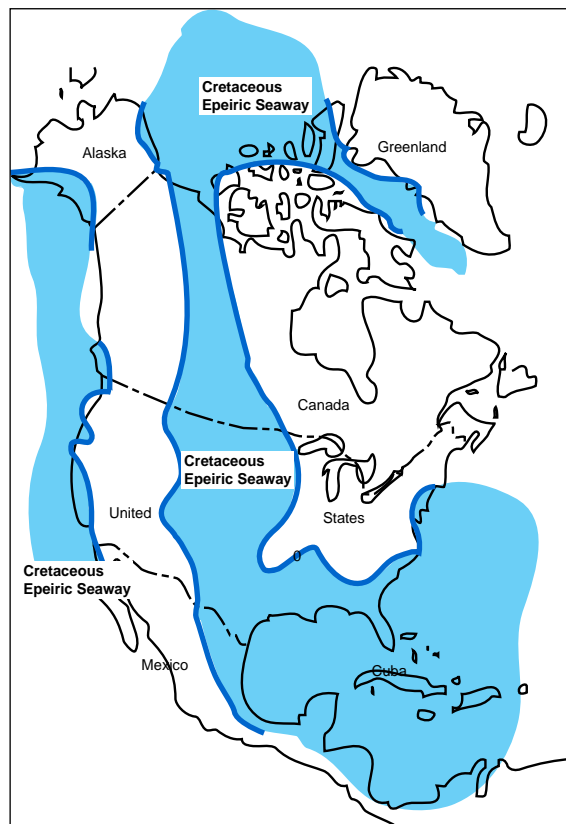 Cretaceous
Epeiric Seaway
Alaska
Greenland
Canada
Cretaceous
Epeiric Seaway
United
States
0
Cretaceous
Epeiric Seaway
Mexico
Cuba